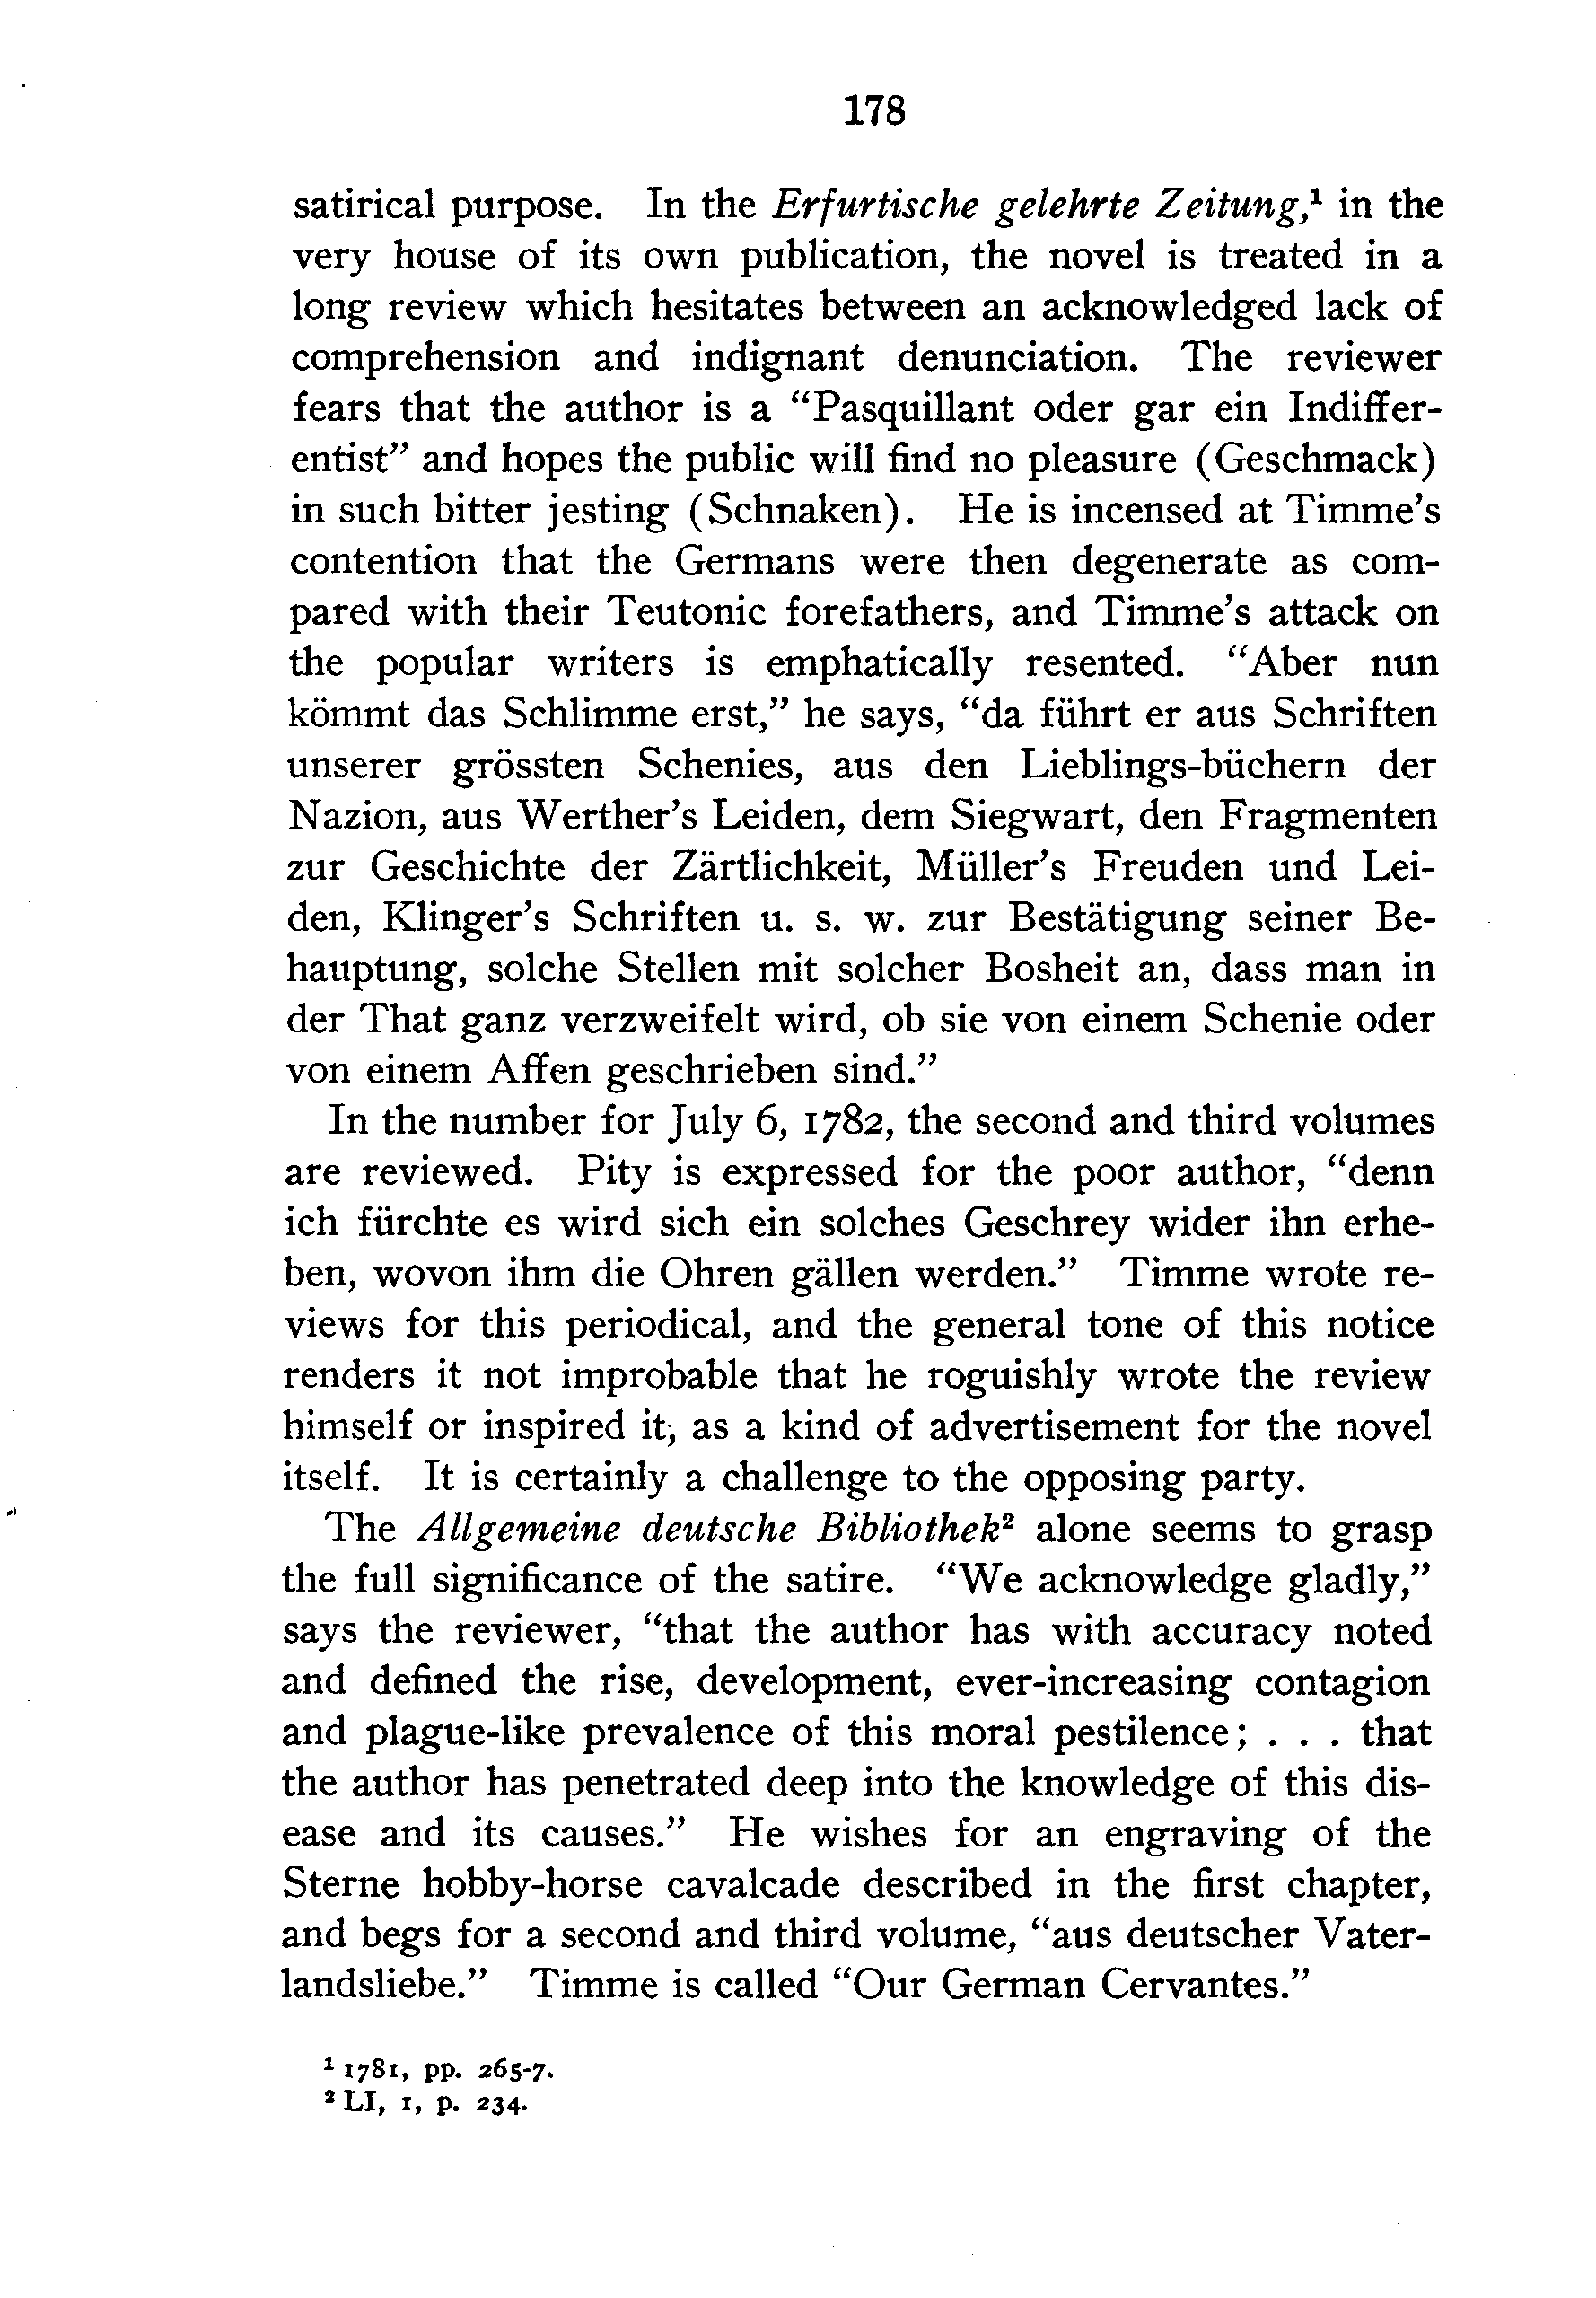 178
satirical purpose. In the Erfurtische gelehrte Zeitung,¹ in the
very house of its own publication, the novel is treated in a
long review which hesitates between an acknowledged lack of
comprehension and indignant denunciation. The reviewer
fears that the author is a “Pasquillant oder gar ein Indiffer-
entist” and hopes the public will find no pleasure (Geschmack)
in such bitter jesting (Schnaken). He is incensed at Timme’s
contention that the Germans were then degenerate as com-
pared with their Teutonic forefathers, and Timme’s attack on
the popular writers is emphatically resented. “Aber nun
kömmt das Schlimme erst,” he says, “da führt er aus Schriften
unserer grössten Schenies, aus den Lieblings-büchern der
Nazion, aus Werther’s Leiden, dem Siegwart, den Fragmenten
zur Geschichte der Zärtlichkeit, Müller’s Freuden und Lei-
den, Klinger’s Schriften u. s. w. zur Bestätigung seiner Be-
hauptung, solche Stellen mit solcher Bosheit an, dass man in
der That ganz verzweifelt wird, ob sie von einem Schenie oder
von einem Affen geschrieben sind.”
In the number for July 6, 1782, the second and third volumes
are reviewed. Pity is expressed for the poor author, “denn
ich fürchte es wird sich ein solches Geschrey wider ihn erhe-
ben, wovon ihm die Ohren gällen werden.” Timme wrote re-
views for this periodical, and the general tone of this notice
renders it not improbable that he roguishly wrote the review
himself or inspired it, as a kind of advertisement for the novel
itself. It is certainly a challenge to the opposing party.
The Allgemeine deutsche Bibliothek² alone seems to grasp
the full significance of the satire. “We acknowledge gladly,”
says the reviewer, “that the author has with accuracy noted
and defined the rise, development, ever-increasing contagion
and plague-like prevalence of this moral pestilence; . . . that
the author has penetrated deep into the knowledge of this dis-
ease and its causes.” He wishes for an engraving of the
Sterne hobby-horse cavalcade described in the first chapter,
and begs for a second and third volume, “aus deutscher Vater-
landsliebe.” Timme is called “Our German Cervantes.”
¹ 1781, pp. 265-7.
² LI, 1, p. 234.